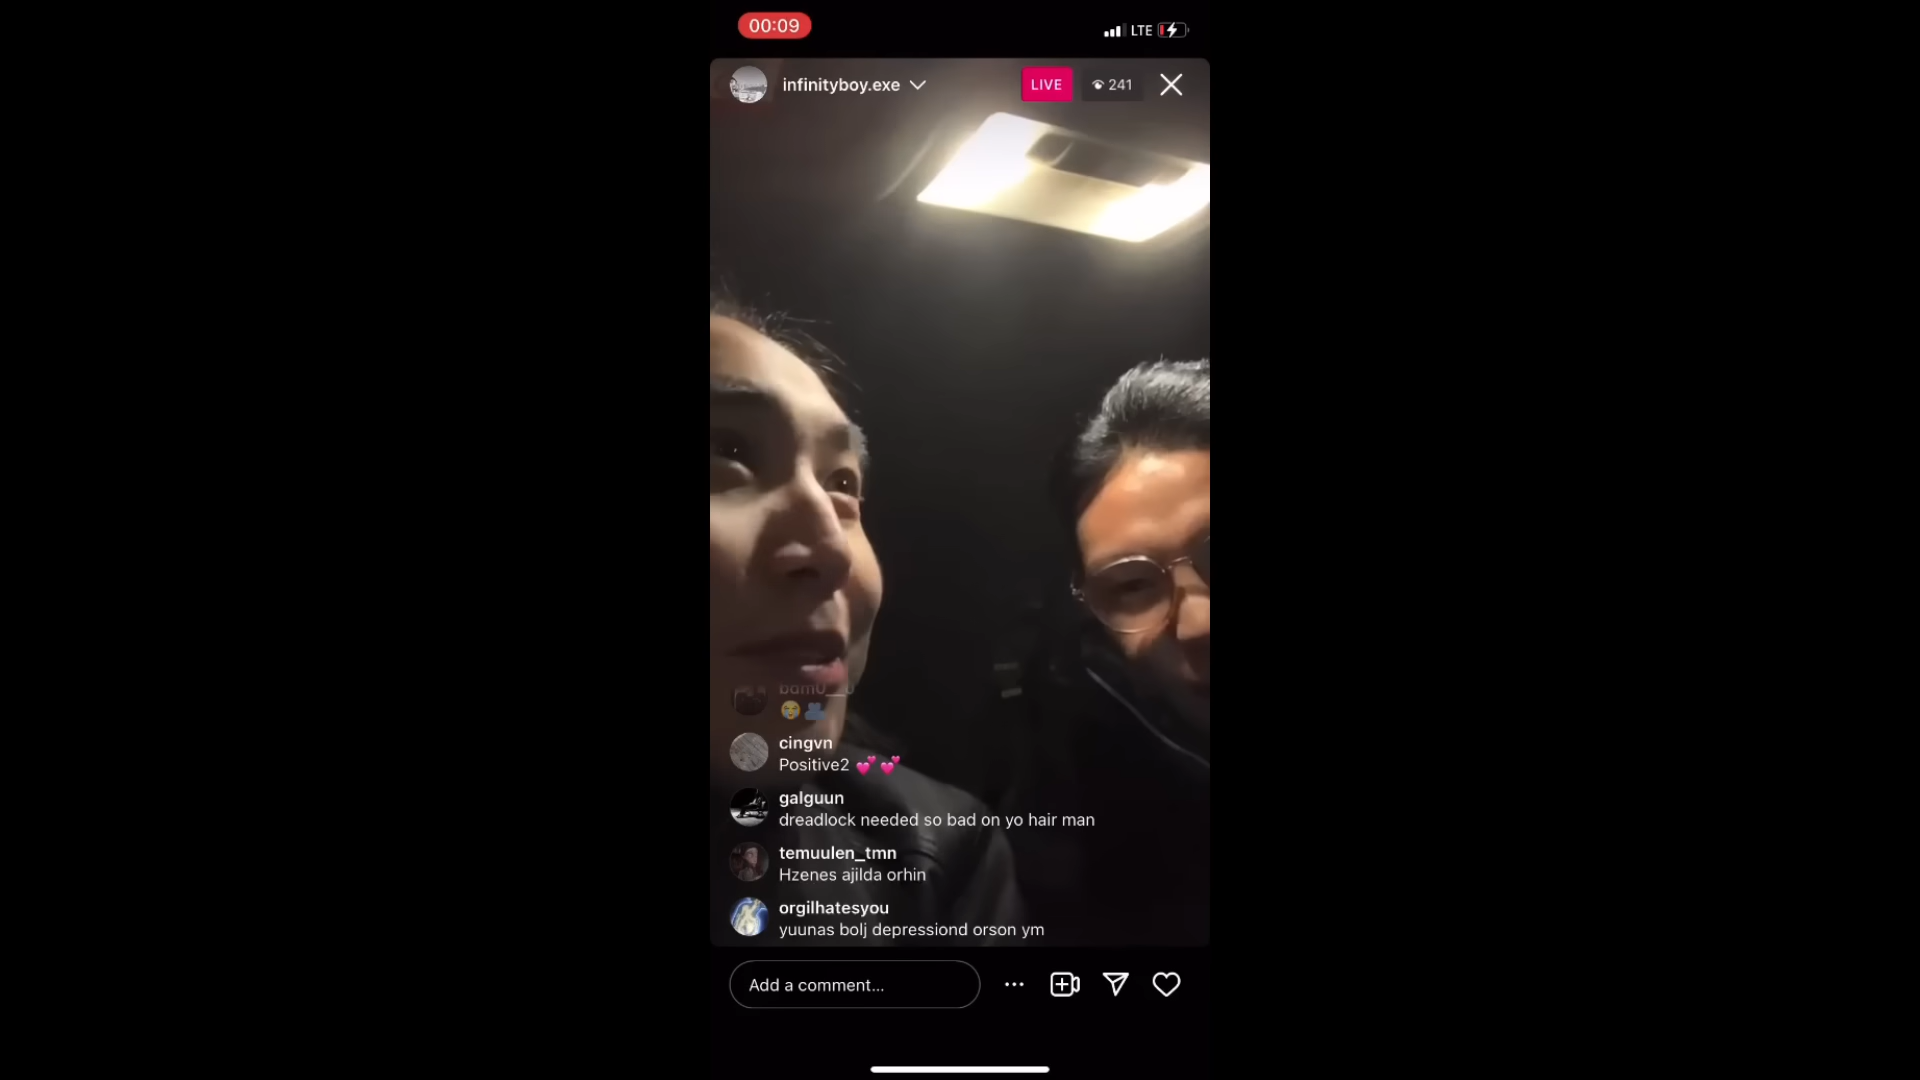 00:09
LTE
infinityboy.exe
LIVE
241
cingvn
Positive2 💕💕
galguun
dreadlock needed so bad on yo hair man
temuulen_tmn
Hzenes ajilda orhin
orgilhatesyou
yuunas bolj depressiond orson ym
Add a comment...